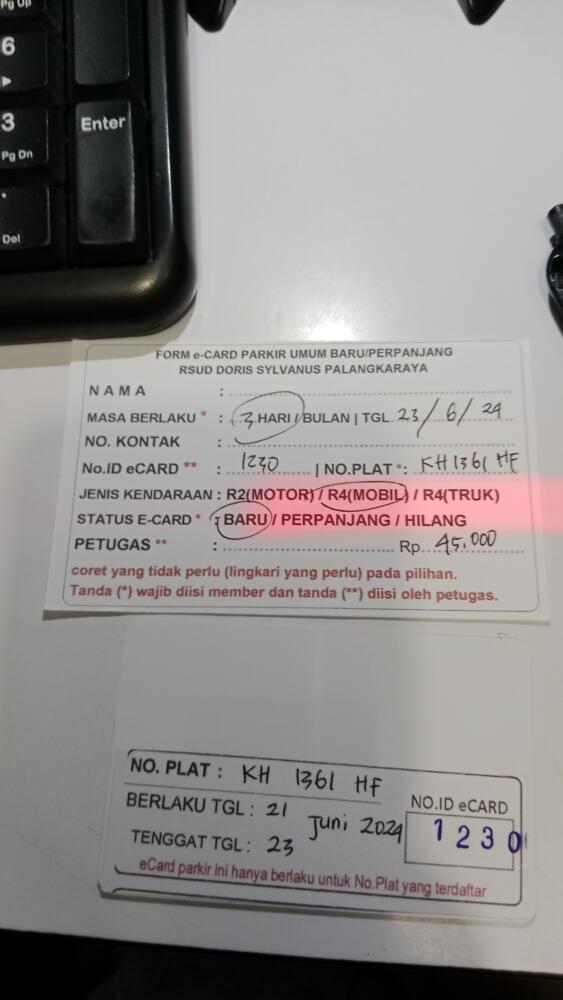 Pg Up
6
3
Pg Dn
Enter
Del
FORM e-CARD PARKIR UMUM BARU/PERPANJANG
RSUD DORIS SYLVANUS PALANGKARAYA
NAMA :
MASA BERLAKU * : 3 HARI / BULAN | TGL 23/6/24
NO. KONTAK :
No.ID eCARD ** : 1230 | NO.PLAT *: KH 1361 HF
JENIS KENDARAAN : R2(MOTOR) / R4(MOBIL) / R4(TRUK)
STATUS E-CARD * : BARU / PERPANJANG / HILANG
PETUGAS ** : Rp. 45,000
coret yang tidak perlu (lingkari yang perlu) pada pilihan.
Tanda (*) wajib diisi member dan tanda (**) diisi oleh petugas.
NO. PLAT : KH 1361 HF
BERLAKU TGL : 21 Juni 2024
TENGGAT TGL : 23
NO.ID eCARD
1230
eCard parkir ini hanya berlaku untuk No.Plat yang terdaftar